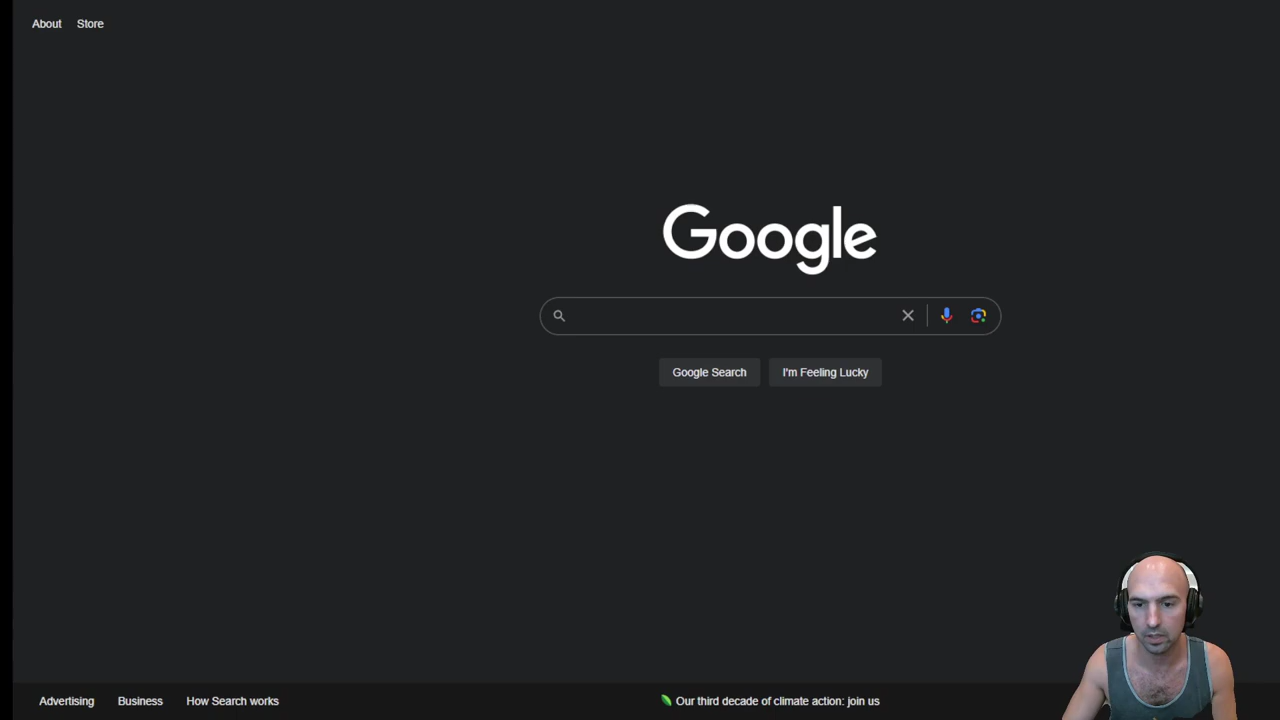 About Store
Google
Google Search I'm Feeling Lucky
Advertising Business How Search works Our third decade of climate action: join us